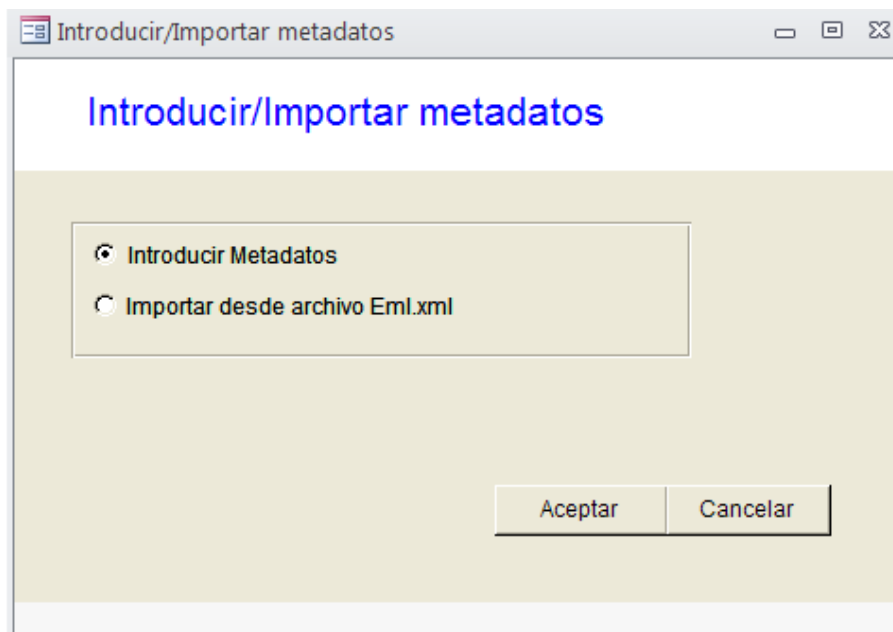 Introducir/Importar metadatos
Introducir/Importar metadatos
Introducir Metadatos
Importar desde archivo Eml.xml
Aceptar Cancelar